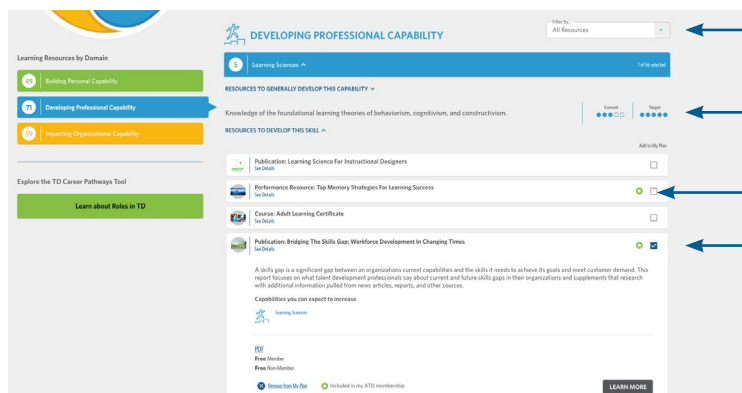 Learning Resources by Domain
49 Building Personal Capability
71 Developing Professional Capability
59 Impacting Organizational Capability
Explore the TD Career Pathways Tool
Learn about Roles in TD
DEVELOPING PROFESSIONAL CAPABILITY
Filter by...
All Resources
5 Learning Sciences
1 of 56 selected
RESOURCES TO GENERALLY DEVELOP THIS CAPABILITY
Knowledge of the foundational learning theories of behaviorism, cognitivism, and constructivism.
Current Target
RESOURCES TO DEVELOP THIS SKILL
Add to My Plan
Publication: Learning Science For Instructional Designers
See Details
Performance Resource: Tap Memory Strategies For Learning Success
See Details
Course: Adult Learning Certificate
See Details
Publication: Bridging The Skills Gap: Workforce Development In Changing Times
See Details
A skills gap is a significant gap between an organizations current capabilities and the skills it needs to achieve its goals and meet customer demand. This
report focuses on what talent development professionals say about current and future skills gaps in their organizations and supplements that research
with additional information pulled from news articles, reports, and other sources.
Capabilities you can expect to increase
Learning Sciences
PDF
Free Member
Free Non-Member
Remove from My Plan Included in my ATD membership
LEARN MORE